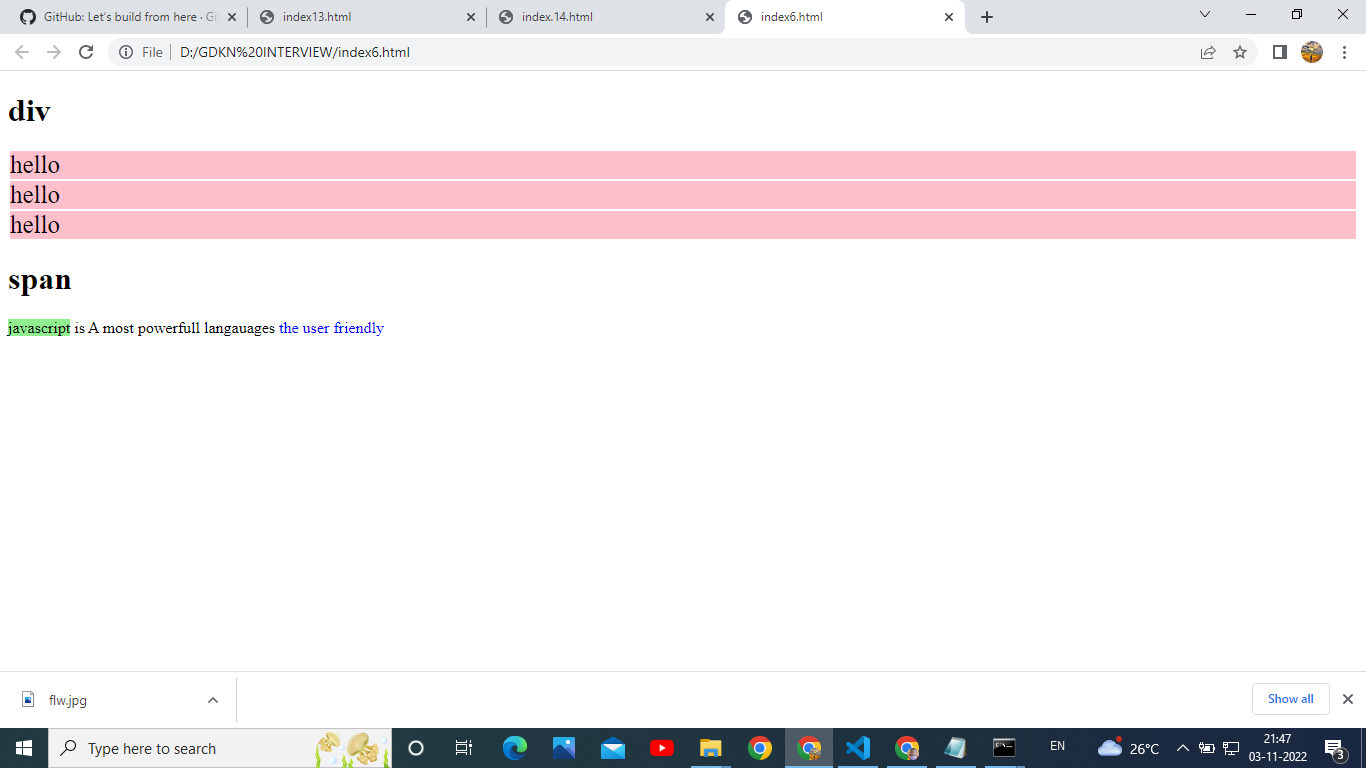 GitHub: Let's build from here · Gi
index13.html
index.14.html
index6.html
File
D:/GDKN%20INTERVIEW/index6.html
div
hello
hello
hello
span
javascript is A most powerfull langauages the user friendly
flw.jpg
Show all
Type here to search
EN
26°C
21:47
03-11-2022
3